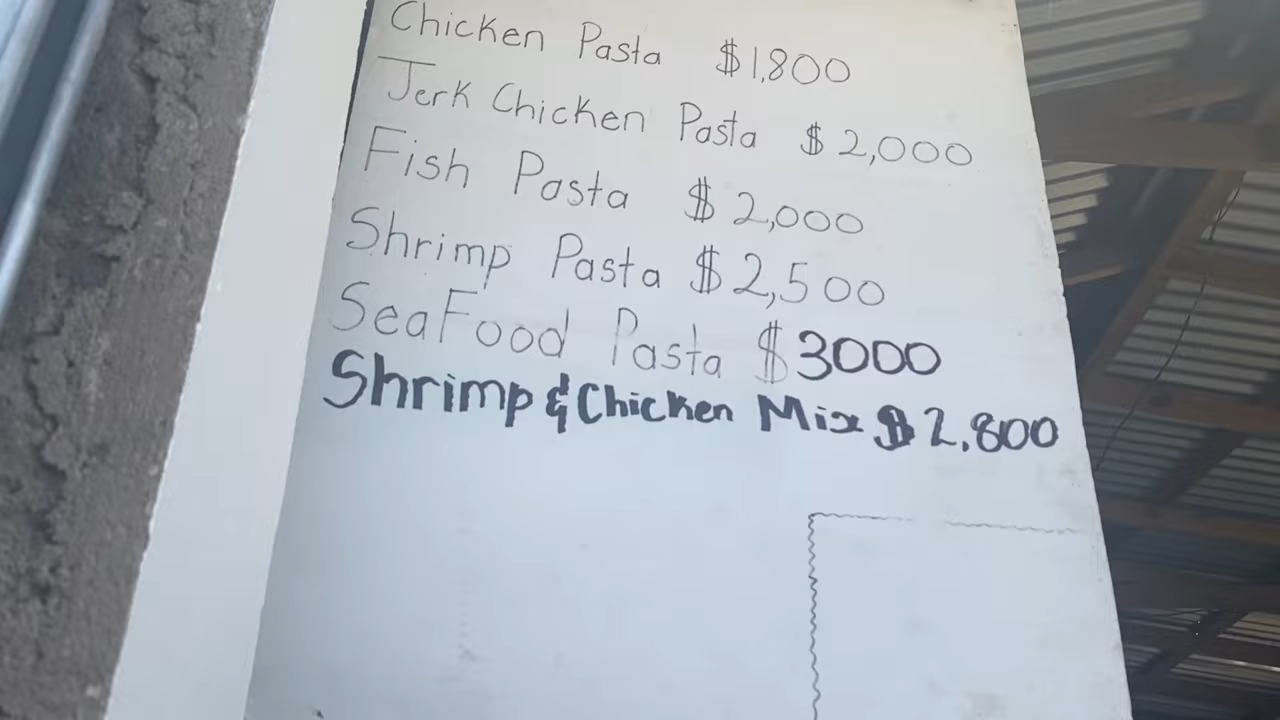 Chicken Pasta $1,800
Jerk Chicken Pasta $2,000
Fish Pasta $2,000
Shrimp Pasta $2,500
SeaFood Pasta $3000
Shrimp & Chicken Mix $2,800